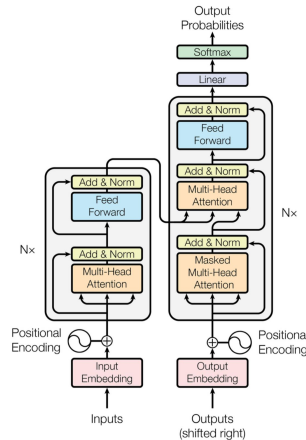 Output
Probabilities
Softmax
Linear
Add & Norm
Feed
Forward
Add & Norm
Multi-Head
Attention
Add & Norm
Masked
Multi-Head
Attention
N×
Add & Norm
Feed
Forward
N×
Add & Norm
Multi-Head
Attention
Positional
Encoding
Positional
Encoding
Input
Embedding
Output
Embedding
Inputs
Outputs
(shifted right)